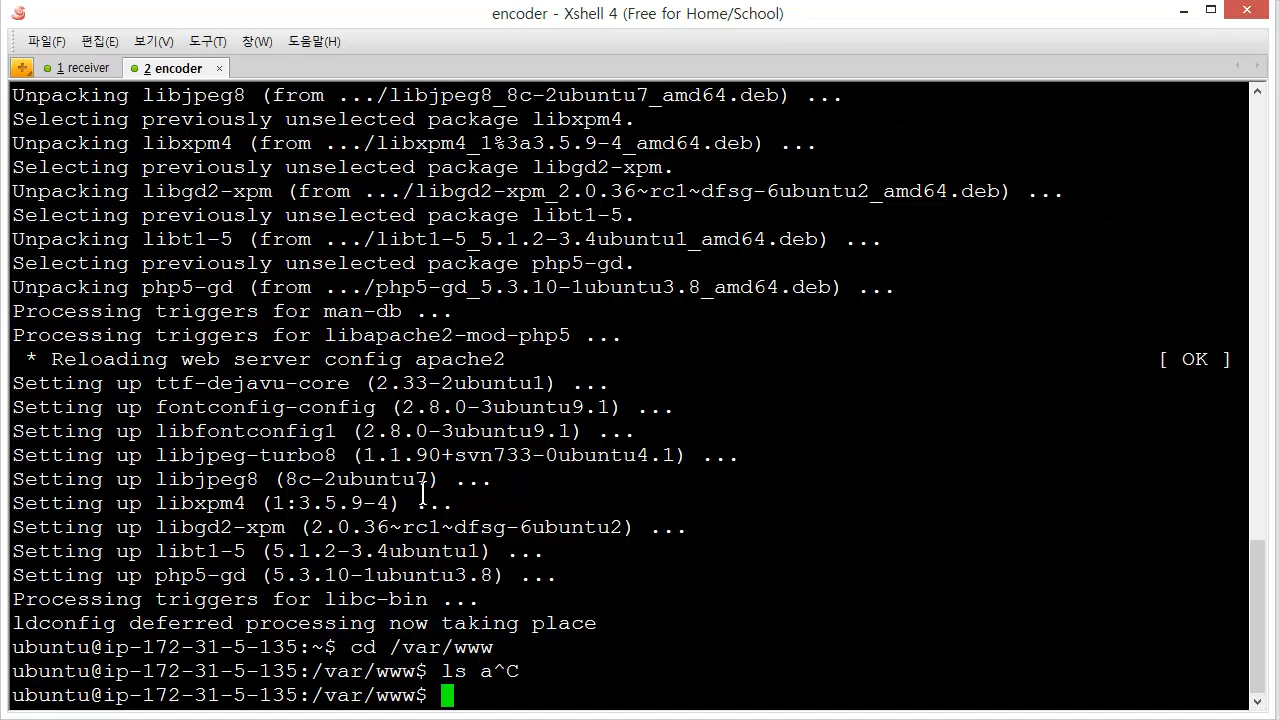 encoder - Xshell 4 (Free for Home/School)
파일(F) 편집(E) 보기(V) 도구(T) 창(W) 도움말(H)
1 receiver 2 encoder ×
Unpacking libjpeg8 (from .../libjpeg8_8c-2ubuntu7_amd64.deb) ...
Selecting previously unselected package libxpm4.
Unpacking libxpm4 (from .../libxpm4_1%3a3.5.9-4_amd64.deb) ...
Selecting previously unselected package libgd2-xpm.
Unpacking libgd2-xpm (from .../libgd2-xpm_2.0.36~rc1~dfsg-6ubuntu2_amd64.deb) ...
Selecting previously unselected package libt1-5.
Unpacking libt1-5 (from .../libt1-5_5.1.2-3.4ubuntu1_amd64.deb) ...
Selecting previously unselected package php5-gd.
Unpacking php5-gd (from .../php5-gd_5.3.10-1ubuntu3.8_amd64.deb) ...
Processing triggers for man-db ...
Processing triggers for libapache2-mod-php5 ...
 * Reloading web server config apache2 [ OK ]
Setting up ttf-dejavu-core (2.33-2ubuntu1) ...
Setting up fontconfig-config (2.8.0-3ubuntu9.1) ...
Setting up libfontconfig1 (2.8.0-3ubuntu9.1) ...
Setting up libjpeg-turbo8 (1.1.90+svn733-0ubuntu4.1) ...
Setting up libjpeg8 (8c-2ubuntu7) ...
Setting up libxpm4 (1:3.5.9-4) ...
Setting up libgd2-xpm (2.0.36~rc1~dfsg-6ubuntu2) ...
Setting up libt1-5 (5.1.2-3.4ubuntu1) ...
Setting up php5-gd (5.3.10-1ubuntu3.8) ...
Processing triggers for libc-bin ...
ldconfig deferred processing now taking place
ubuntu@ip-172-31-5-135:~$ cd /var/www
ubuntu@ip-172-31-5-135:/var/www$ ls a^C
ubuntu@ip-172-31-5-135:/var/www$